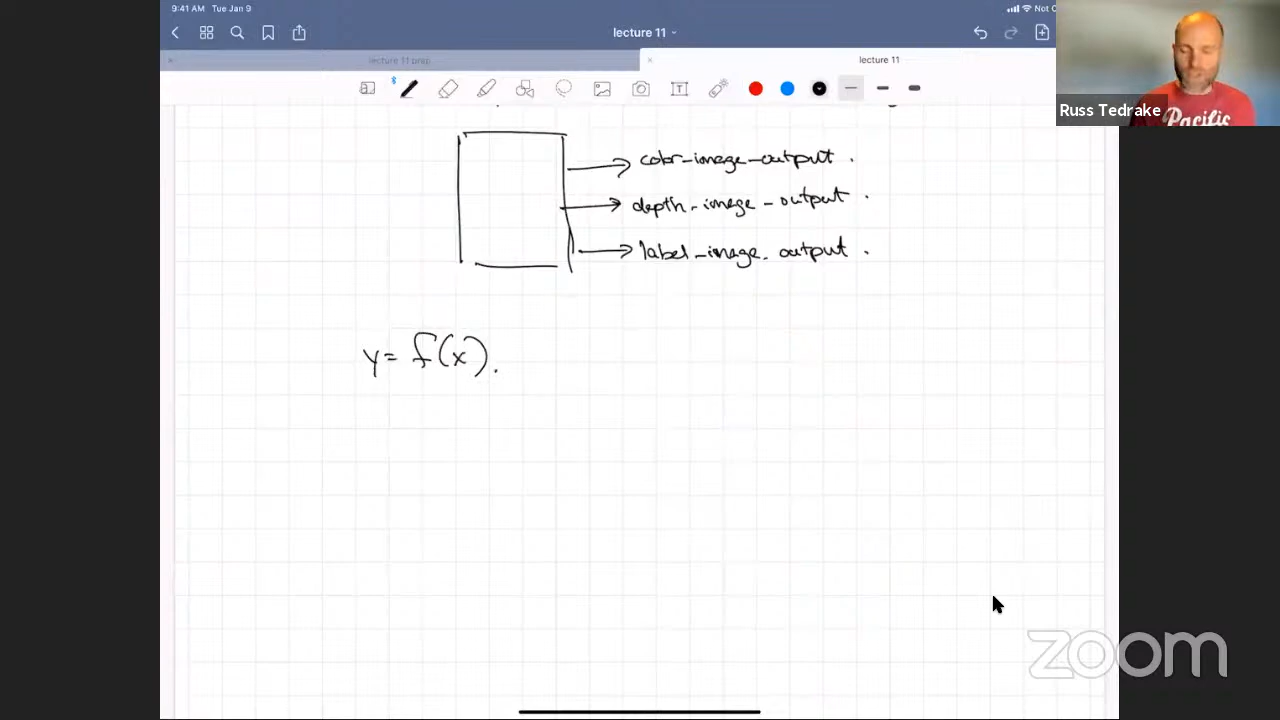 9:41 AM Tue Jan 9
Not C
lecture 11
lecture 11 prep
lecture 11
Russ Tedrake
Pacific
color-image-output.
depth-image-output.
label-image-output.
y = f(x).
zoom